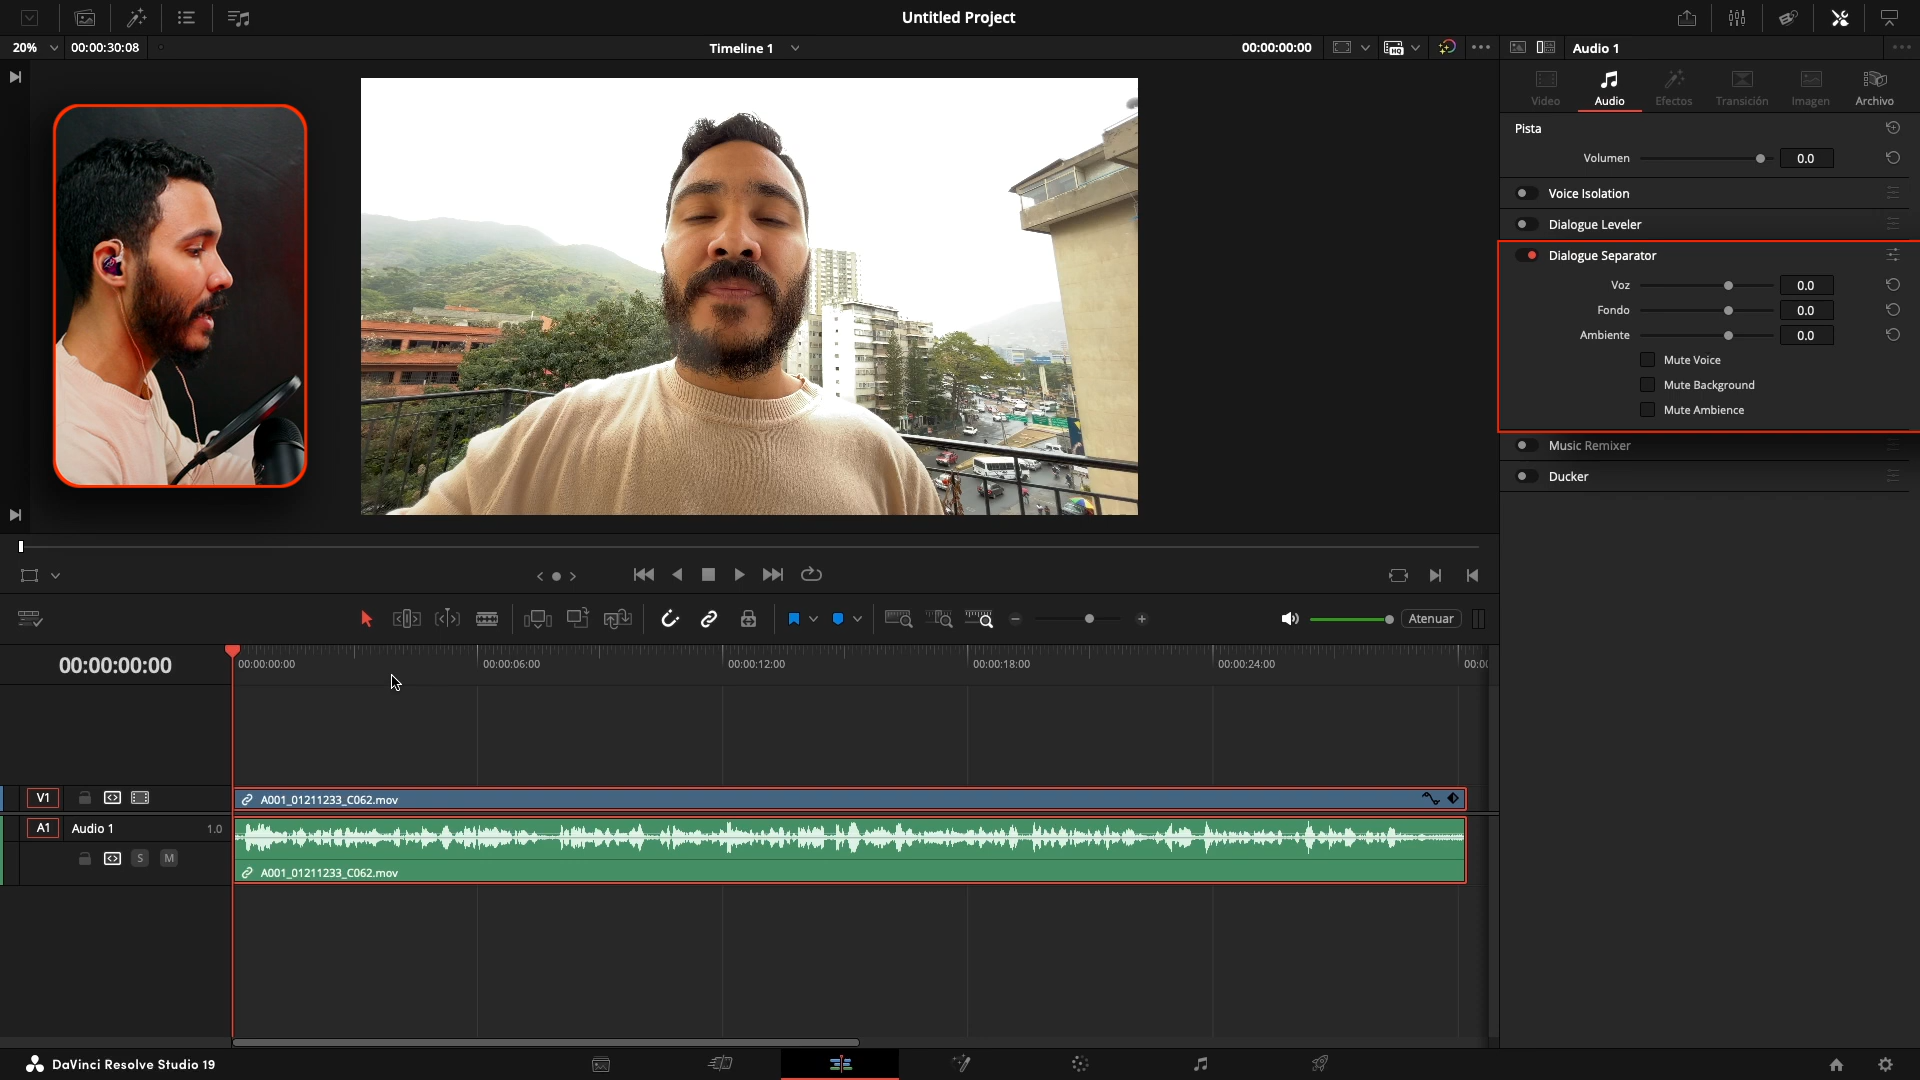 Untitled Project
20%
00:00:30:08
Timeline 1
00:00:00:00
Audio 1
Video
Audio
Efectos
Transición
Imagen
Archivo
Pista
Volumen 0.0
Voice Isolation
Dialogue Leveler
Dialogue Separator
Voz 0.0
Fondo 0.0
Ambiente 0.0
Mute Voice
Mute Background
Mute Ambience
Music Remixer
Ducker
HQ
Atenuar
00:00:00:00
00:00:00:00 00:00:06:00 00:00:12:00 00:00:18:00 00:00:24:00
V1
A001_01211233_C062.mov
A1 Audio 1 1.0
S M
A001_01211233_C062.mov
DaVinci Resolve Studio 19